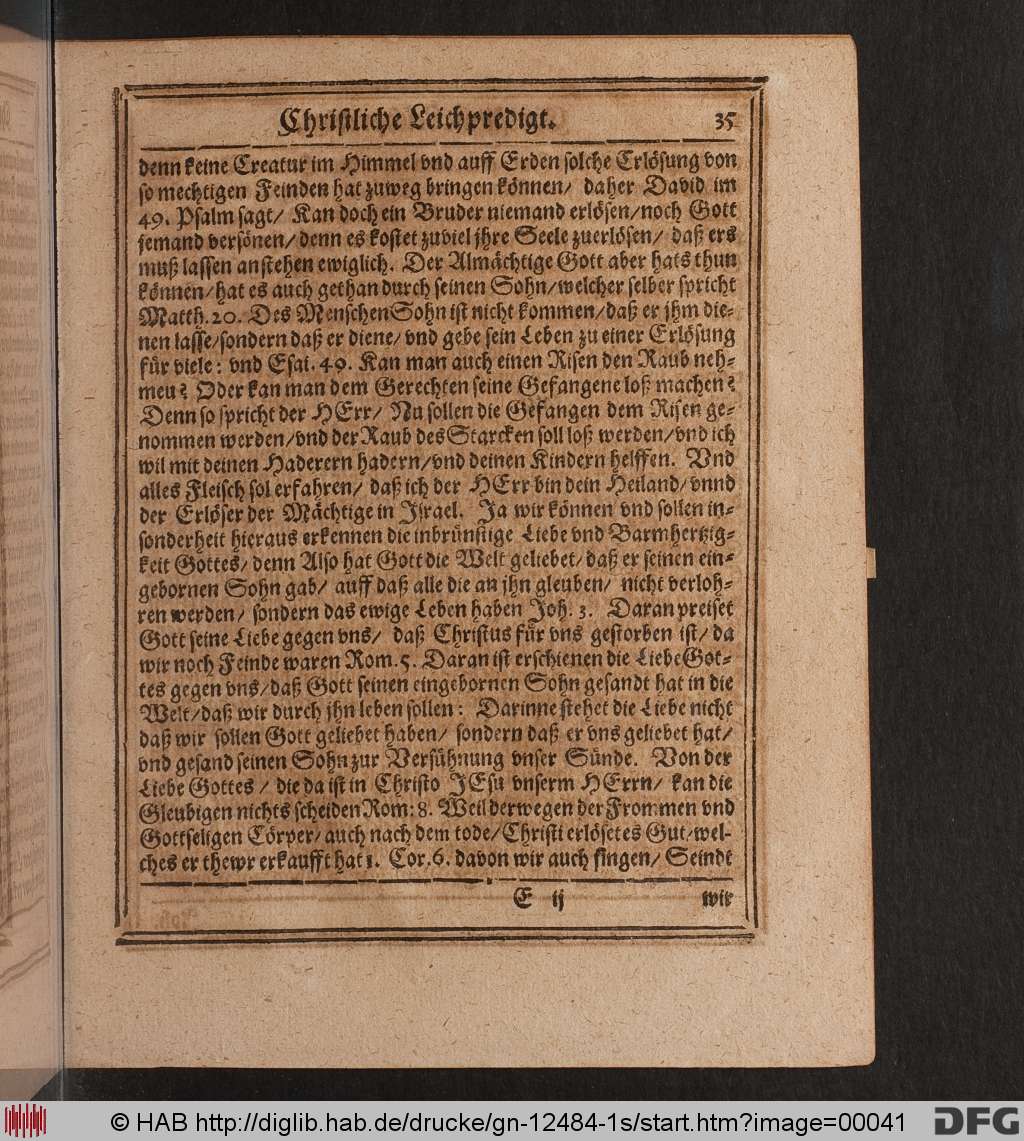 Christliche Leichpredigt. 35
denn keine Creatur im Himmel vnd auff Erden solche Erlösung von
so mechtigen Feinden hat zuweg bringen können/ daher David im
49. Psalm sagt/ Kan doch ein Bruder niemand erlösen/noch Gott
jemand versönen/denn es kostet zuviel jhre Seele zuerlösen/ daß ers
muß lassen anstehen ewiglich. Der Almächtige Gott aber hats thun
können/hat es auch gethan durch seinen Sohn/welcher selber spricht
Matth. 20. Des Menschen Sohn ist nicht kommen/daß er jhm die-
nen lasse/sondern daß er diene/ vnd gebe sein Leben zu einer Erlösung
für viele: vnd Esai. 49. Kan man auch einen Risen den Raub neh-
meu? Oder kan man dem Gerechten seine Gefangene loß machen?
Denn so spricht der HErr/ Nu sollen die Gefangen dem Risen ge-
nommen werden/vnd der Raub des Starcken soll loß werden/vnd ich
wil mit deinen Haderern hadern/vnd deinen Kindern helffen. Vnd
alles Fleisch sol erfahren/ daß ich der HErr bin dein Heiland/ vnnd
der Erlöser der Mächtige in Israel. Ja wir können vnd sollen in-
sonderheit hieraus erkennen die inbrünstige Liebe vnd Barmhertzig-
keit Gottes/ denn Also hat Gott die Welt geliebet/ daß er seinen ein-
gebornen Sohn gab/ auff daß alle die an jhn gleuben/ nicht verloh-
ren werden/ sondern das ewige Leben haben Joh. 3. Daran preiset
Gott seine Liebe gegen vns/ daß Christus für vns gestorben ist/ da
wir noch Feinde waren Rom. 5. Daran ist erschienen die Liebe Got-
tes gegen vns/daß Gott seinen eingebornen Sohn gesandt hat in die
Welt/daß wir durch jhn leben sollen: Darinne stehet die Liebe nicht
daß wir sollen Gott geliebet haben/ sondern daß er vns geliebet hat/
vnd gesand seinen Sohn zur Versühnung vnser Sünde. Von der
Liebe Gottes / die da ist in Christo JEsu vnserm HErrn/ kan die
Gleubigen nichts scheiden Rom: 8. Weil derwegen der Frommen vnd
Gottseligen Cörper/ auch nach dem tode/Christi erlösetes Gut/wel-
ches er thewr erkaufft hat 1. Cor. 6. davon wir auch singen/ Seindt
E ij wir
© HAB http://diglib.hab.de/drucke/gn-12484-1s/start.htm?image=00041 DFG